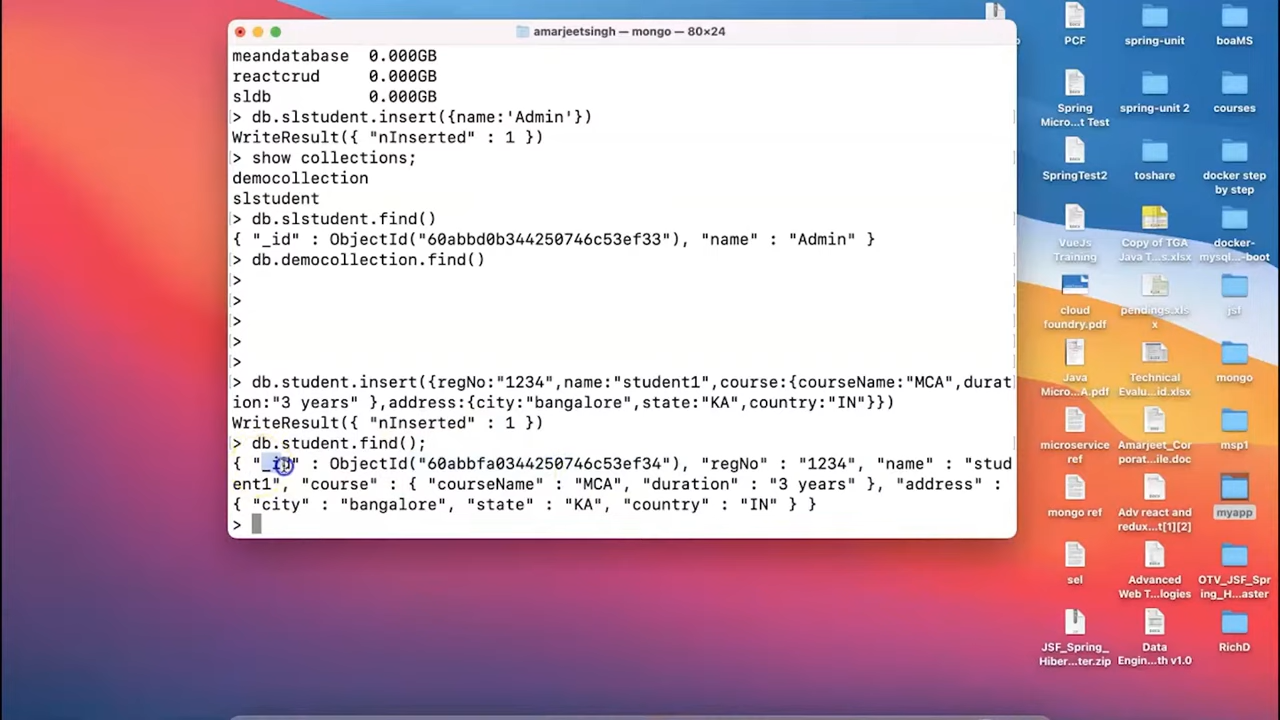 amarjeetsingh — mongo — 80×24
meandatabase 0.000GB
reactcrud 0.000GB
sldb 0.000GB
> db.slstudent.insert({name:'Admin'})
WriteResult({ "nInserted" : 1 })
> show collections;
democollection
slstudent
> db.slstudent.find()
{ "_id" : ObjectId("60abbd0b344250746c53ef33"), "name" : "Admin" }
> db.democollection.find()
>
>
>
>
>
> db.student.insert({regNo:"1234",name:"student1",course:{courseName:"MCA",durat
ion:"3 years" },address:{city:"bangalore",state:"KA",country:"IN"}})
WriteResult({ "nInserted" : 1 })
> db.student.find();
{ "_id" : ObjectId("60abbfa0344250746c53ef34"), "regNo" : "1234", "name" : "stud
ent1", "course" : { "courseName" : "MCA", "duration" : "3 years" }, "address" :
{ "city" : "bangalore", "state" : "KA", "country" : "IN" } }
>
PCF
spring-unit
boaMS
Spring
Micro...t Test
spring-unit 2
courses
SpringTest2
toshare
docker step
by step
VueJs
Training
Copy of TGA
Java T...s.xlsx
docker-
mysql...-boot
cloud
foundry.pdf
pendings.xls
x
jsf
Java
Micro...A.pdf
Technical
Evalu...id.xlsx
mongo
microservice
ref
Amarjeet_Cor
porat...ile.doc
msp1
mongo ref
Adv react and
redux...t[1][2]
myapp
sel
Advanced
Web T...logies
OTV_JSF_Spr
ing_H...aster
JSF_Spring_
Hiber...ter.zip
Data
Engin...th v1.0
RichD